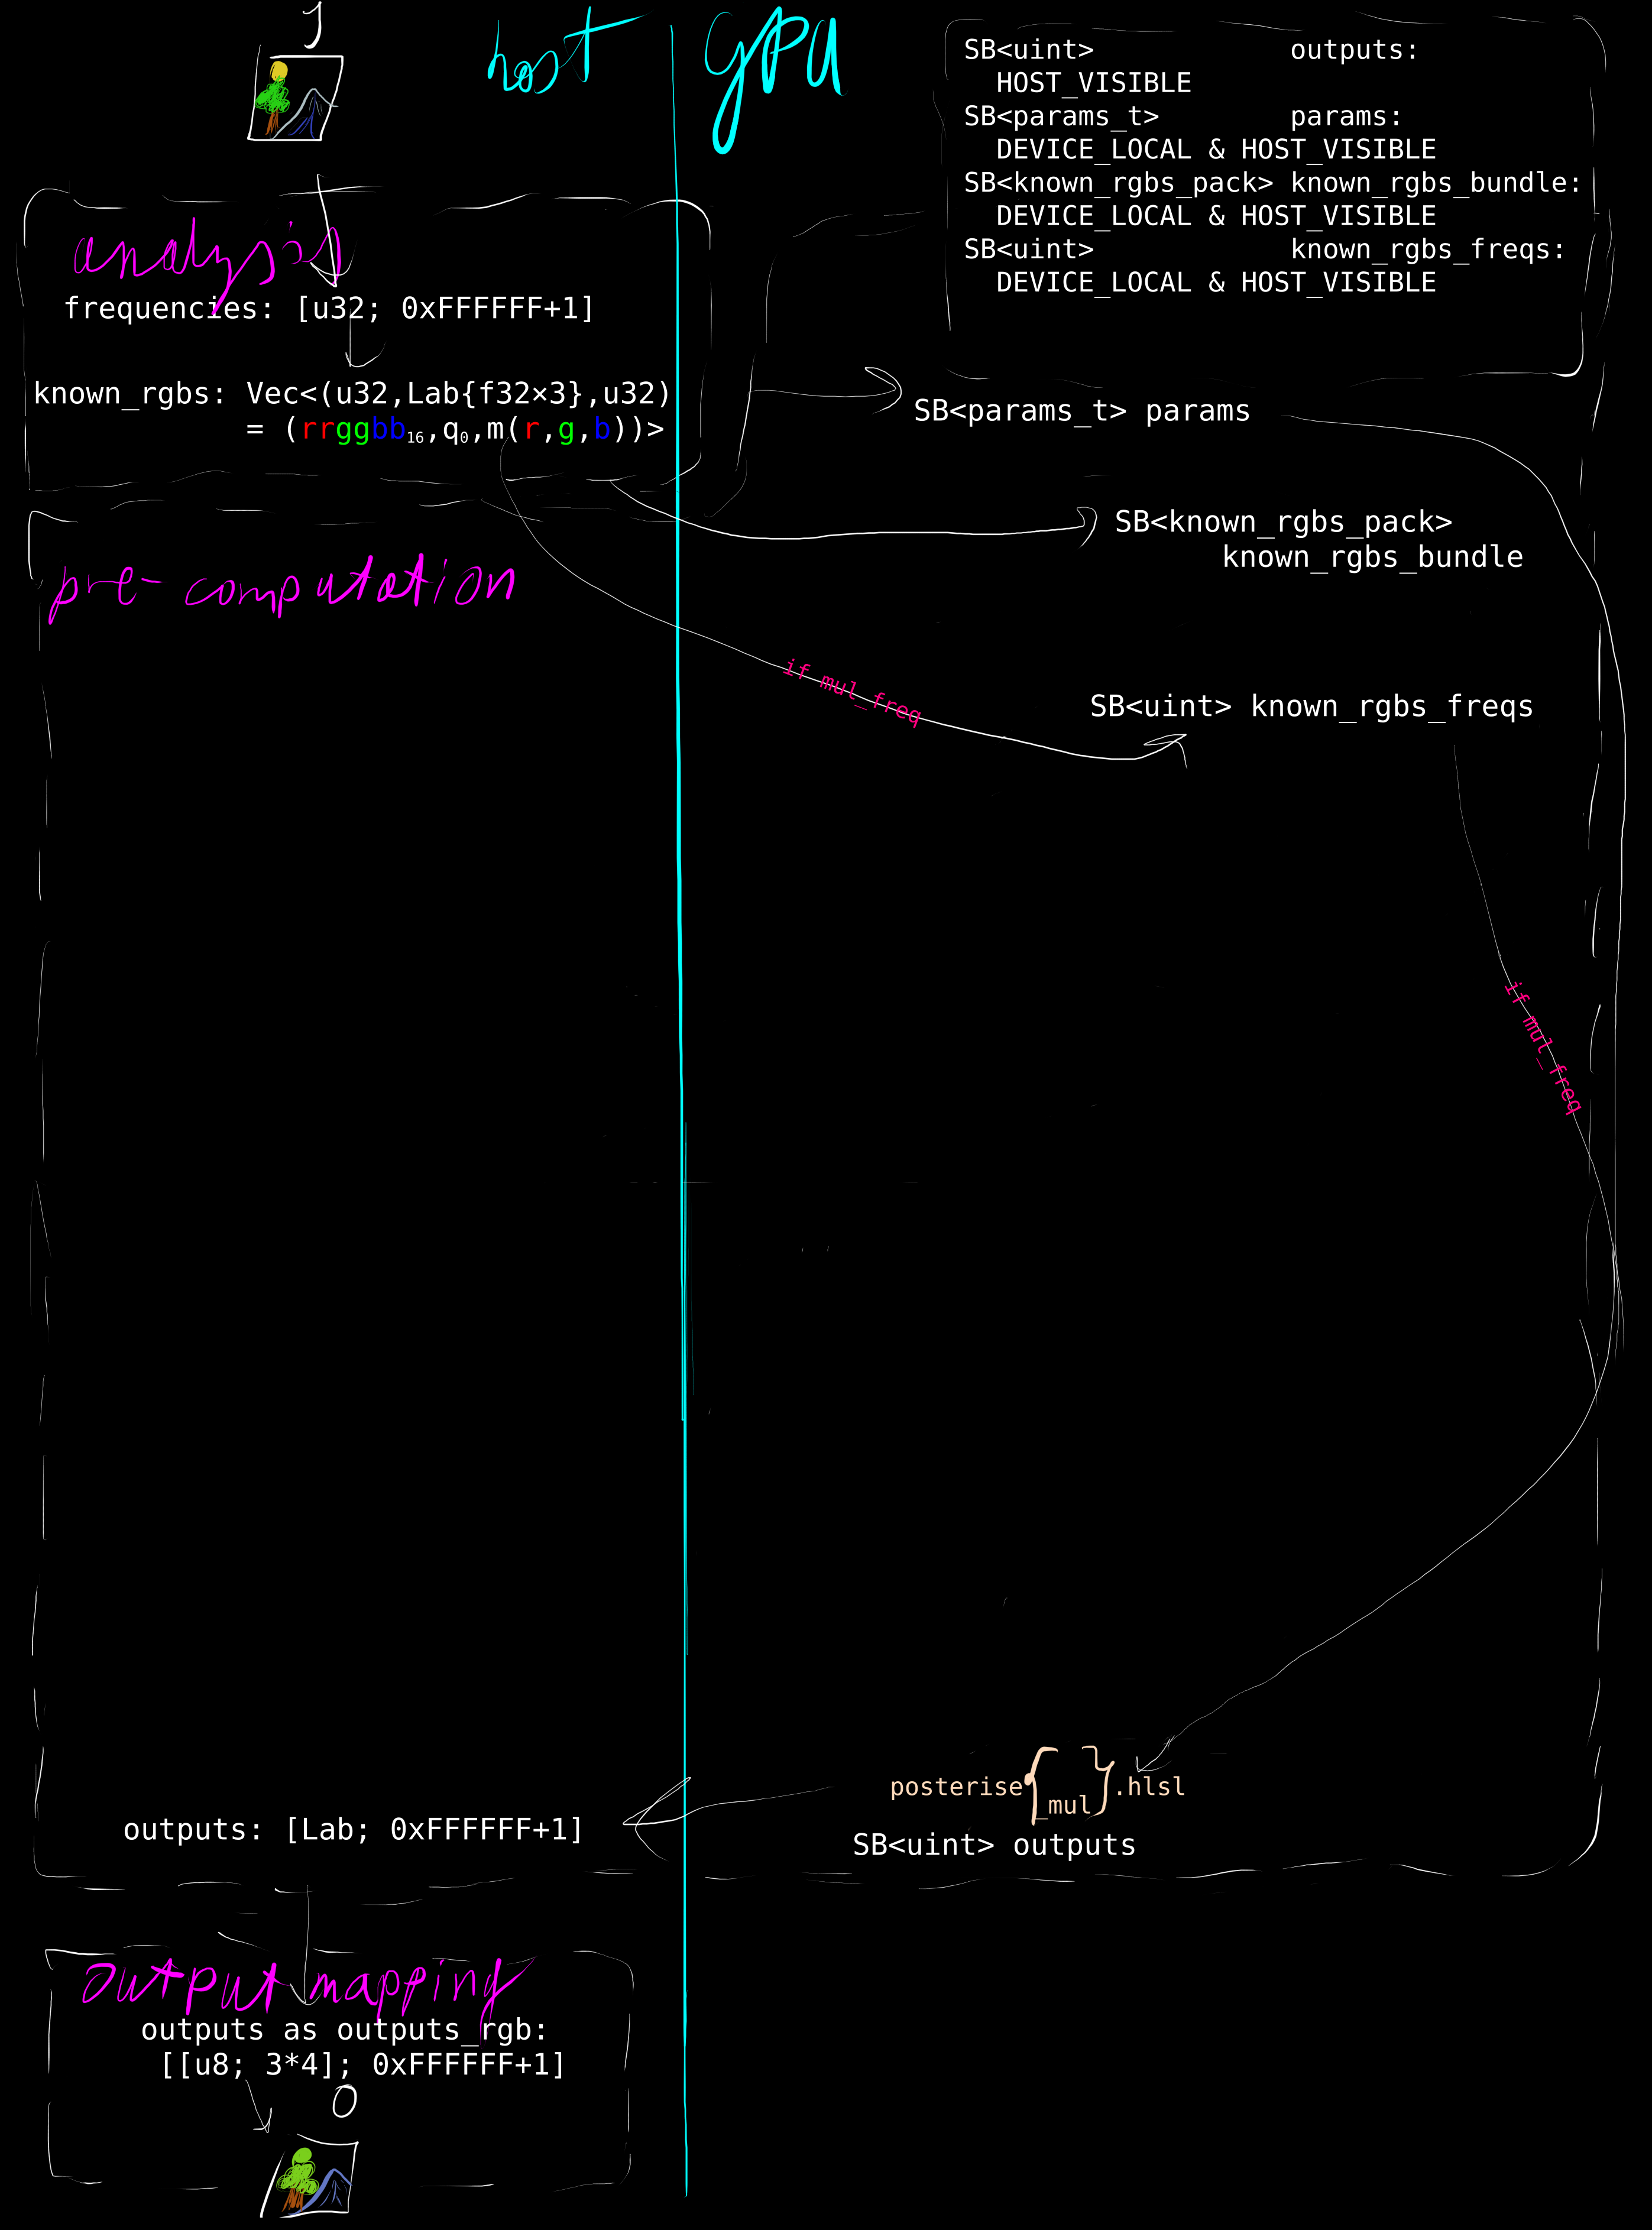 I
host gpu
SB<uint> outputs:
HOST_VISIBLE
SB<params_t> params:
DEVICE_LOCAL & HOST_VISIBLE
SB<known_rgbs_pack> known_rgbs_bundle:
DEVICE_LOCAL & HOST_VISIBLE
SB<uint> known_rgbs_freqs:
DEVICE_LOCAL & HOST_VISIBLE
analysis
frequencies: [u32; 0xFFFFFF+1]
known_rgbs: Vec<(u32,Lab{f32×3},u32)
= (rrggbb₁₆,q₀,m(r,g,b))>
SB<params_t> params
SB<known_rgbs_pack>
known_rgbs_bundle
pre-computation
if mul_freq
SB<uint> known_rgbs_freqs
if mul_freq
posterise{_mul}.hlsl
outputs: [Lab; 0xFFFFFF+1]
SB<uint> outputs
output mapping
outputs as outputs_rgb:
[[u8; 3*4]; 0xFFFFFF+1]
O